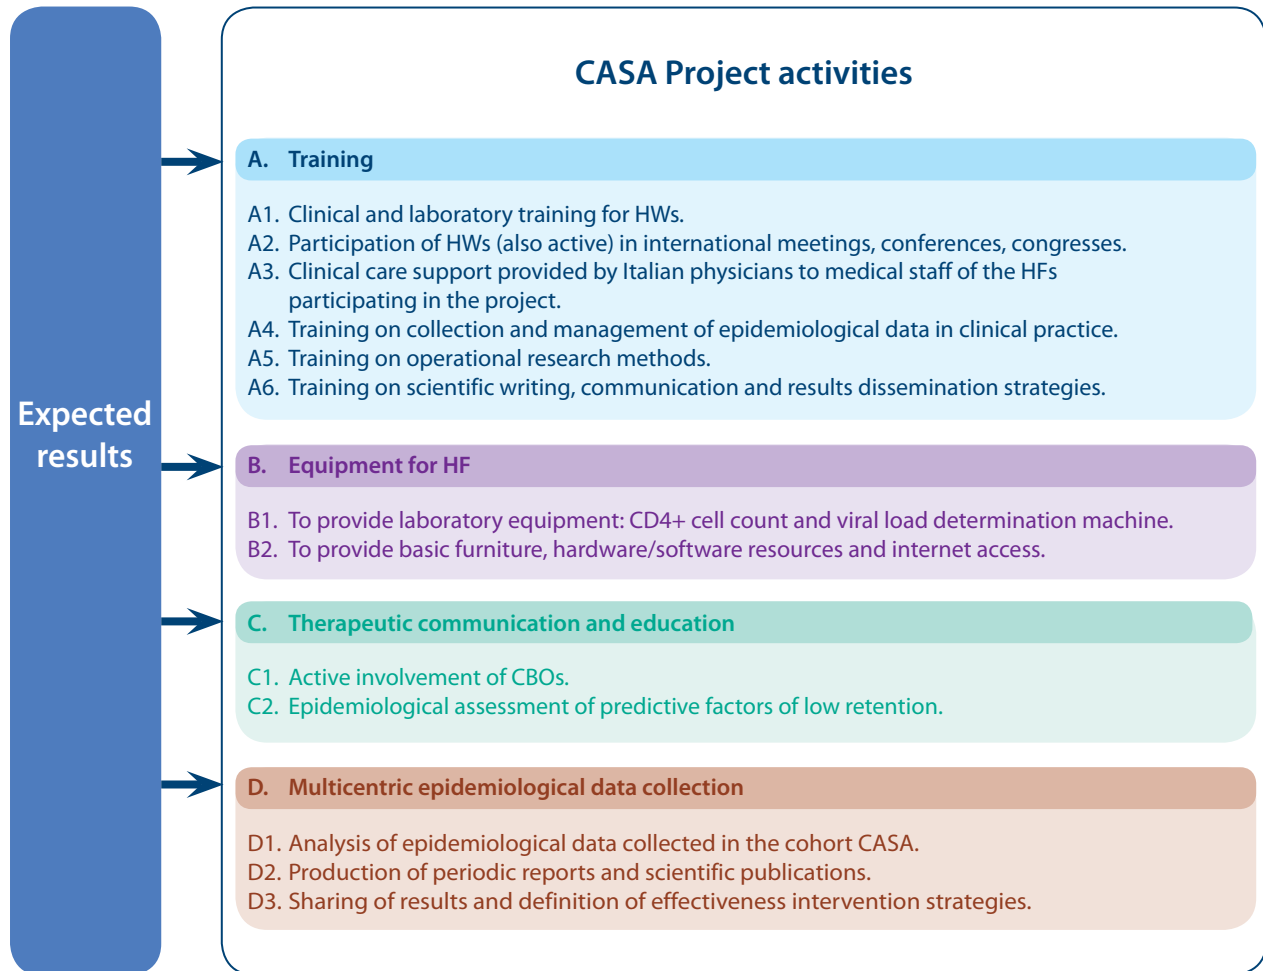 CASA Project activities
Expected
results
A. Training
A1. Clinical and laboratory training for HWs.
A2. Participation of HWs (also active) in international meetings, conferences, congresses.
A3. Clinical care support provided by Italian physicians to medical staff of the HFs
participating in the project.
A4. Training on collection and management of epidemiological data in clinical practice.
A5. Training on operational research methods.
A6. Training on scientific writing, communication and results dissemination strategies.
B. Equipment for HF
B1. To provide laboratory equipment: CD4+ cell count and viral load determination machine.
B2. To provide basic furniture, hardware/software resources and internet access.
C. Therapeutic communication and education
C1. Active involvement of CBOs.
C2. Epidemiological assessment of predictive factors of low retention.
D. Multicentric epidemiological data collection
D1. Analysis of epidemiological data collected in the cohort CASA.
D2. Production of periodic reports and scientific publications.
D3. Sharing of results and definition of effectiveness intervention strategies.